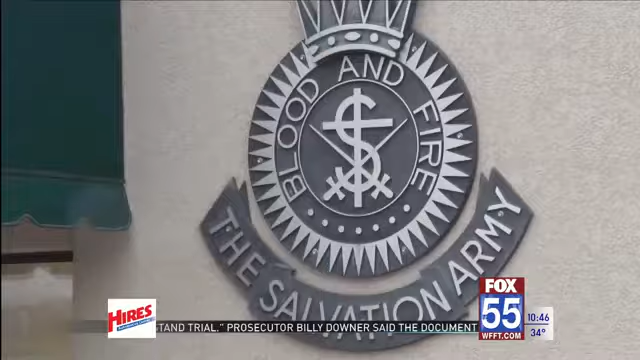 BLOOD AND FIRE
S
THE SALVATION ARMY
HIRES
STAND TRIAL." PROSECUTOR BILLY DOWNER SAID THE DOCUMENT
FOX
55
WFFT.COM
10:46
34°